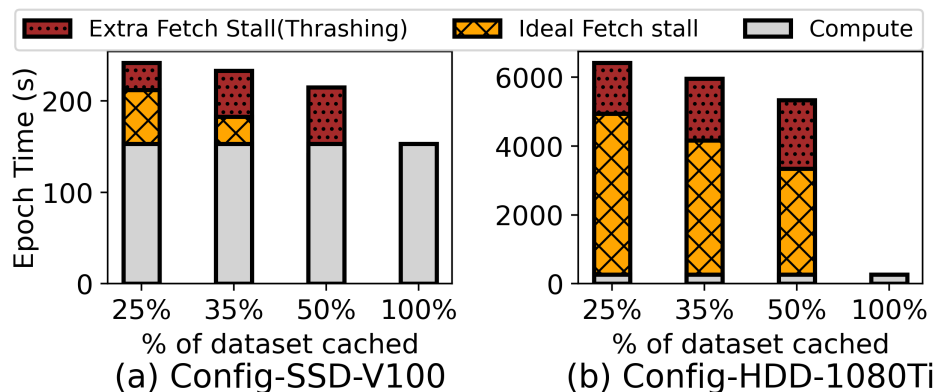 Extra Fetch Stall(Thrashing) Ideal Fetch stall Compute
Epoch Time (s)
200
100
0
25% 35% 50% 100%
% of dataset cached
(a) Config-SSD-V100
6000
4000
2000
0
25% 35% 50% 100%
% of dataset cached
(b) Config-HDD-1080Ti